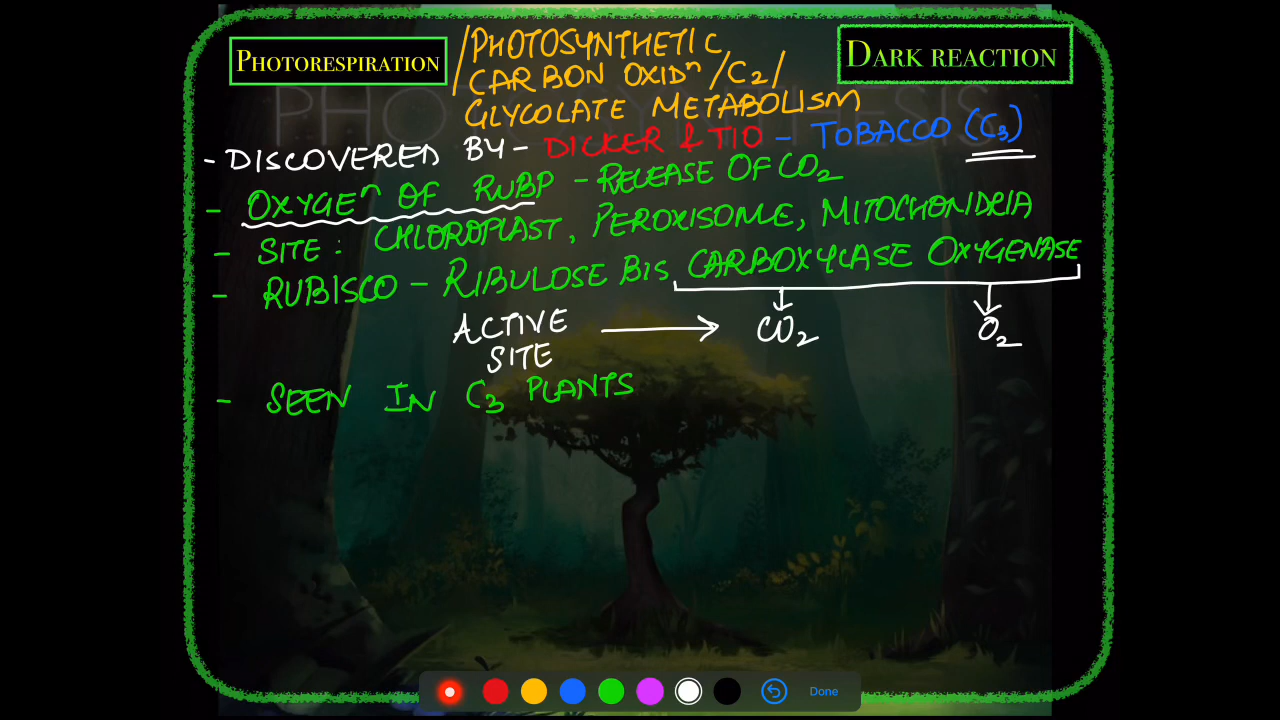 PHOTORESPIRATION
/PHOTOSYNTHETIC
/CARBON OXIDⁿ/C2/
GLYCOLATE METABOLISM
DARK REACTION
PHOTOSYNTHESIS
- DISCOVERED BY - DICKER & TIO - TOBACCO (C3)
- OXYGEⁿ OF RUBP - RELEASE OF CO2
- SITE: CHLOROPLAST, PEROXISOME, MITOCHONDRIA
- RUBISCO - RIBULOSE BIS CARBOXYLASE OXYGENASE
ACTIVE → CO2 O2
SITE
- SEEN IN C3 PLANTS
Done